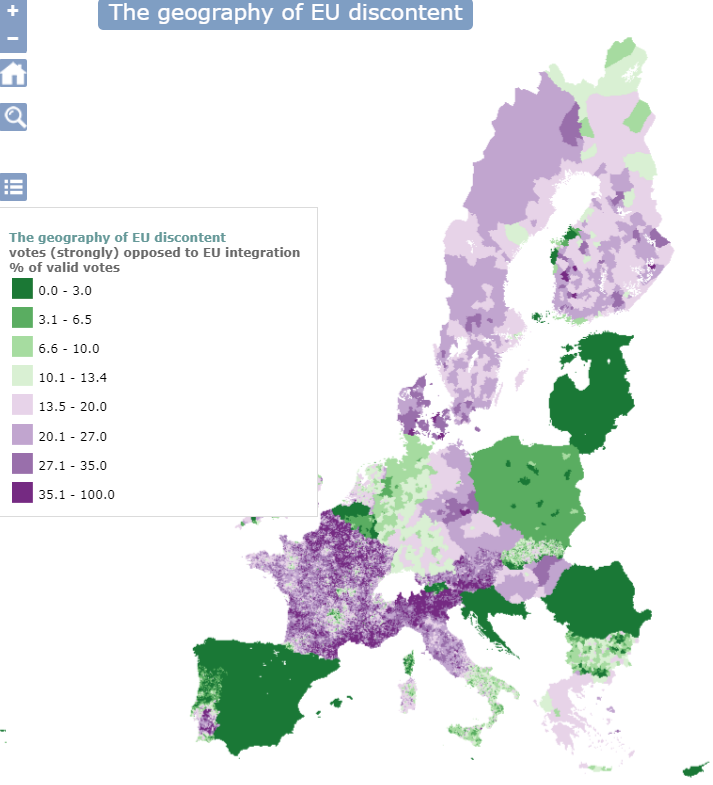 The geography of EU discontent
+
−
The geography of EU discontent
votes (strongly) opposed to EU integration
% of valid votes
0.0 - 3.0
3.1 - 6.5
6.6 - 10.0
10.1 - 13.4
13.5 - 20.0
20.1 - 27.0
27.1 - 35.0
35.1 - 100.0